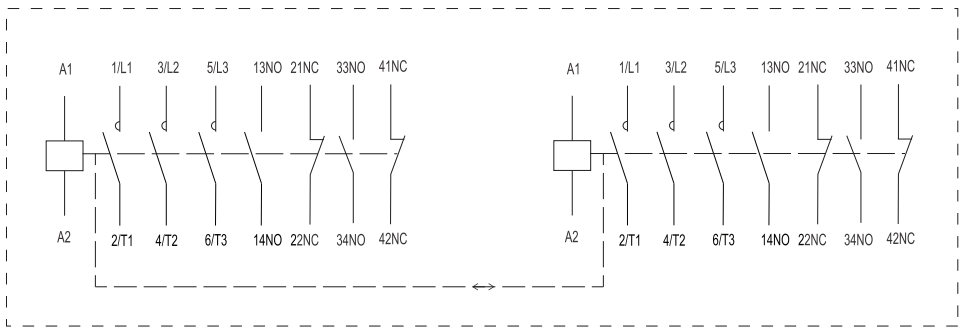 A1 1/L1 3/L2 5/L3 13NO 21NC 33NO 41NC A1 1/L1 3/L2 5/L3 13NO 21NC 33NO 41NC
A2 2/T1 4/T2 6/T3 14NO 22NC 34NO 42NC A2 2/T1 4/T2 6/T3 14NO 22NC 34NO 42NC